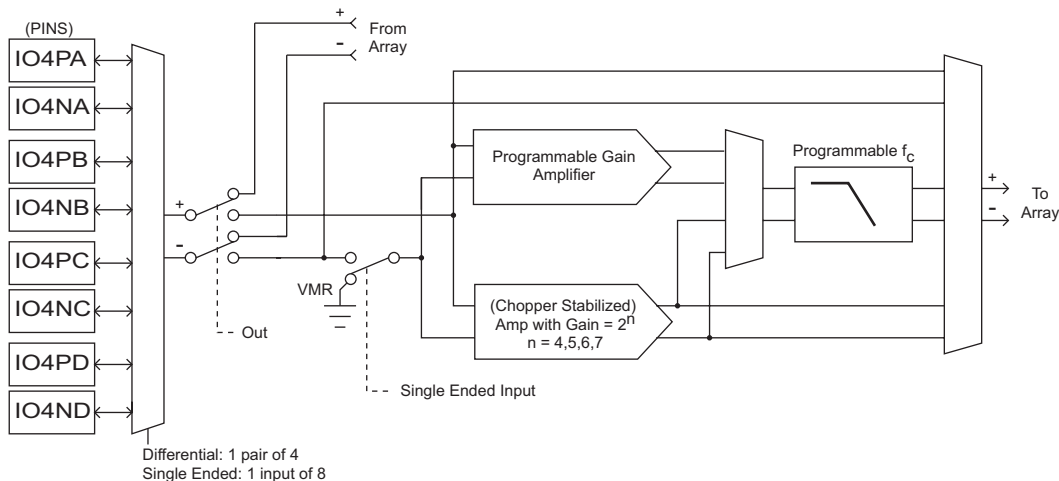 (PINS)
IO4PA
IO4NA
IO4PB
IO4NB
IO4PC
IO4NC
IO4PD
IO4ND
+
-
From
Array
+
-
Out
-
VMR
Single Ended Input
Programmable Gain
Amplifier
(Chopper Stabilized)
Amp with Gain = 2^n
n = 4,5,6,7
Programmable f_c
+
-
To
Array
Differential: 1 pair of 4
Single Ended: 1 input of 8